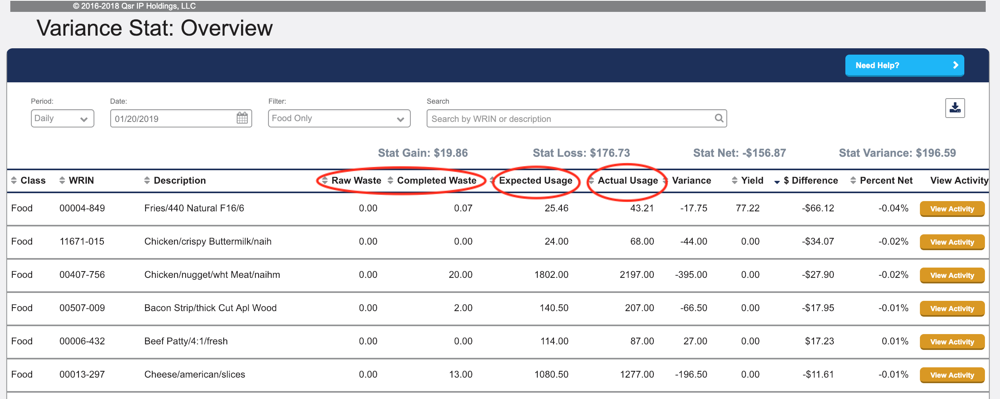 © 2016-2018 Qsr IP Holdings, LLC
Variance Stat: Overview
Need Help?
Period: Date: Filter: Search
Daily 01/20/2019 Food Only Search by WRIN or description
Stat Gain: $19.86 Stat Loss: $176.73 Stat Net: -$156.87 Stat Variance: $196.59
Class WRIN Description Raw Waste Completed Waste Expected Usage Actual Usage Variance Yield $ Difference Percent Net View Activity
Food 00004-849 Fries/440 Natural F16/6 0.00 0.07 25.46 43.21 -17.75 77.22 -$66.12 -0.04% View Activity
Food 11671-015 Chicken/crispy Buttermilk/naih 0.00 0.00 24.00 68.00 -44.00 0.00 -$34.07 -0.02% View Activity
Food 00407-756 Chicken/nugget/wht Meat/naihm 0.00 20.00 1802.00 2197.00 -395.00 0.00 -$27.90 -0.02% View Activity
Food 00507-009 Bacon Strip/thick Cut Apl Wood 0.00 2.00 140.50 207.00 -66.50 0.00 -$17.95 -0.01% View Activity
Food 00006-432 Beef Patty/4:1/fresh 0.00 0.00 114.00 87.00 27.00 0.00 $17.23 0.01% View Activity
Food 00013-297 Cheese/american/slices 0.00 13.00 1080.50 1277.00 -196.50 0.00 -$11.61 -0.01% View Activity